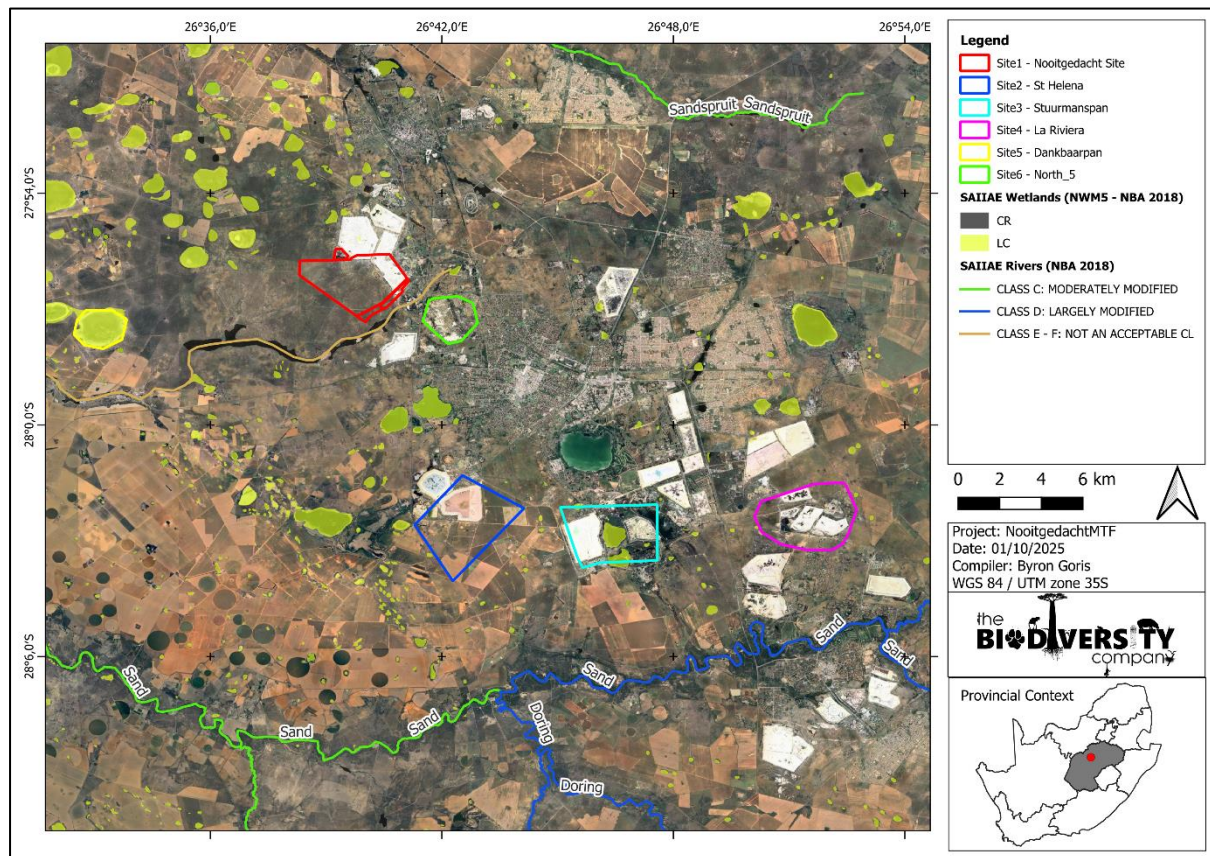 26°36,0'E 26°42,0'E 26°48,0'E 26°54,0'E
27°54,0'S
28°0,0'S
28°6,0'S
Sandspruit Sandspruit
Sand
Sand
Sand
Sand
Sand
Sand
Doring
Doring
Legend
Site1 - Nooitgedacht Site
Site2 - St Helena
Site3 - Stuurmanspan
Site4 - La Riviera
Site5 - Dankbaarpan
Site6 - North_5
SAIIAE Wetlands (NWM5 - NBA 2018)
CR
LC
SAIIAE Rivers (NBA 2018)
CLASS C: MODERATELY MODIFIED
CLASS D: LARGELY MODIFIED
CLASS E - F: NOT AN ACCEPTABLE CL
0 2 4 6 km
Project: NooitgedachtMTF
Date: 01/10/2025
Compiler: Byron Goris
WGS 84 / UTM zone 35S
the
BIODIVERSITY
company
Provincial Context